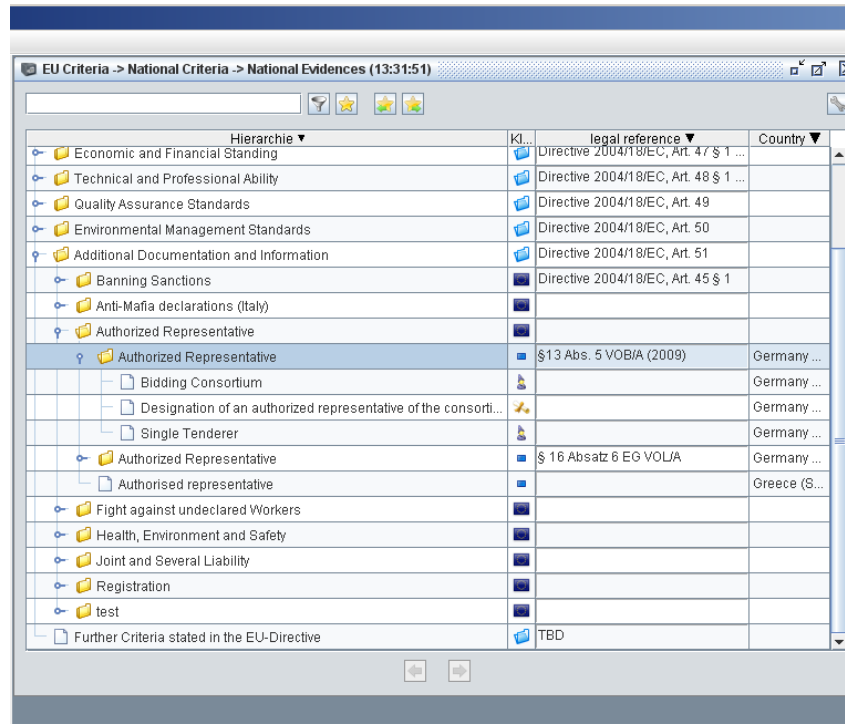 EU Criteria -> National Criteria -> National Evidences (13:31:51)
Hierarchie ▼ Kl... legal reference ▼ Country ▼
Economic and Financial Standing Directive 2004/18/EC, Art. 47 § 1 ...
Technical and Professional Ability Directive 2004/18/EC, Art. 48 § 1 ...
Quality Assurance Standards Directive 2004/18/EC, Art. 49
Environmental Management Standards Directive 2004/18/EC, Art. 50
Additional Documentation and Information Directive 2004/18/EC, Art. 51
Banning Sanctions Directive 2004/18/EC, Art. 45 § 1
Anti-Mafia declarations (Italy)
Authorized Representative
Authorized Representative §13 Abs. 5 VOB/A (2009) Germany ...
Bidding Consortium Germany ...
Designation of an authorized representative of the consorti... Germany ...
Single Tenderer Germany ...
Authorized Representative § 16 Absatz 6 EG VOL/A Germany ...
Authorised representative Greece (S...
Fight against undeclared Workers
Health, Environment and Safety
Joint and Several Liability
Registration
test
Further Criteria stated in the EU-Directive TBD